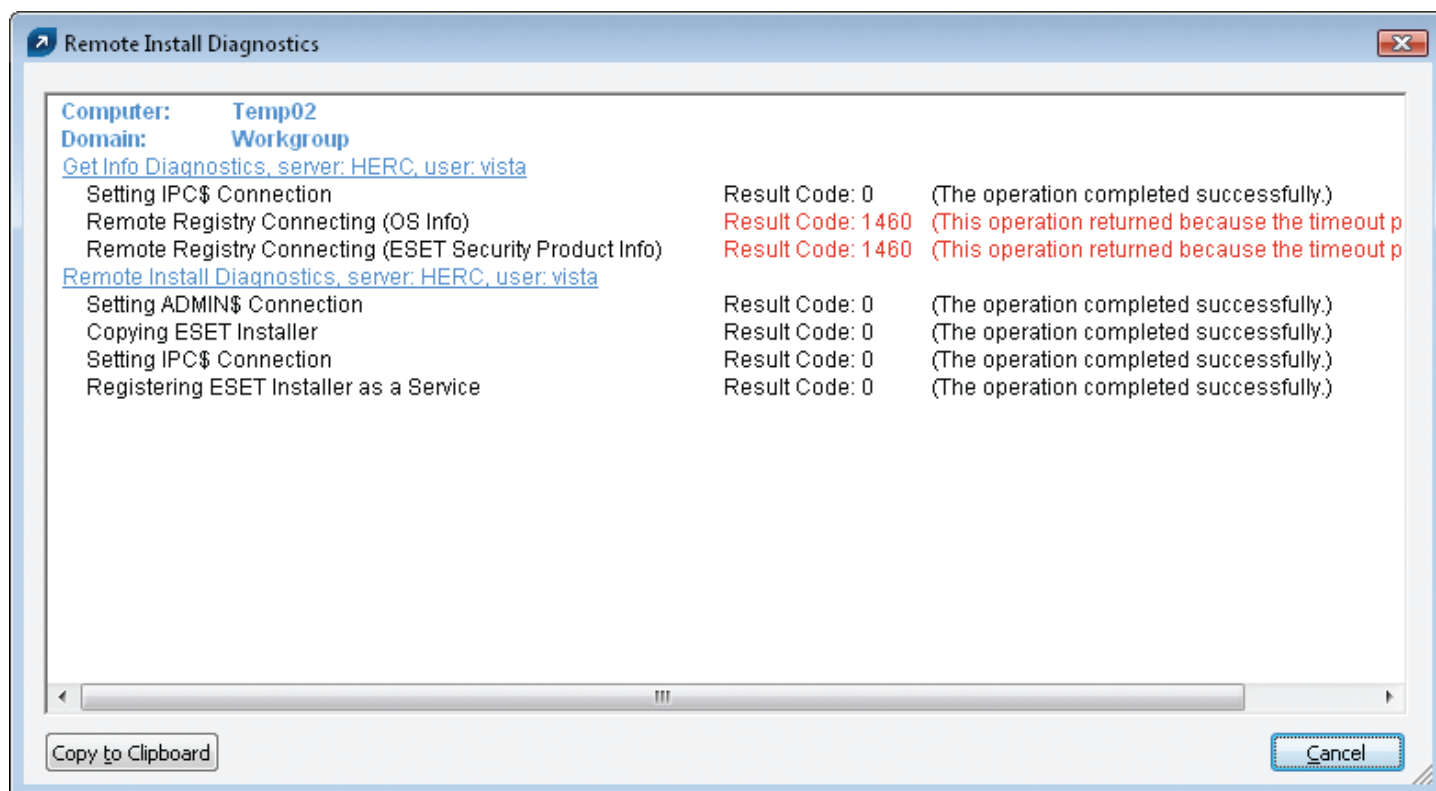 Remote Install Diagnostics
Computer: Temp02
Domain: Workgroup
Get Info Diagnostics, server: HERC, user: vista
Setting IPC$ Connection Result Code: 0 (The operation completed successfully.)
Remote Registry Connecting (OS Info) Result Code: 1460 (This operation returned because the timeout p
Remote Registry Connecting (ESET Security Product Info) Result Code: 1460 (This operation returned because the timeout p
Remote Install Diagnostics, server: HERC, user: vista
Setting ADMIN$ Connection Result Code: 0 (The operation completed successfully.)
Copying ESET Installer Result Code: 0 (The operation completed successfully.)
Setting IPC$ Connection Result Code: 0 (The operation completed successfully.)
Registering ESET Installer as a Service Result Code: 0 (The operation completed successfully.)
Copy to Clipboard Cancel